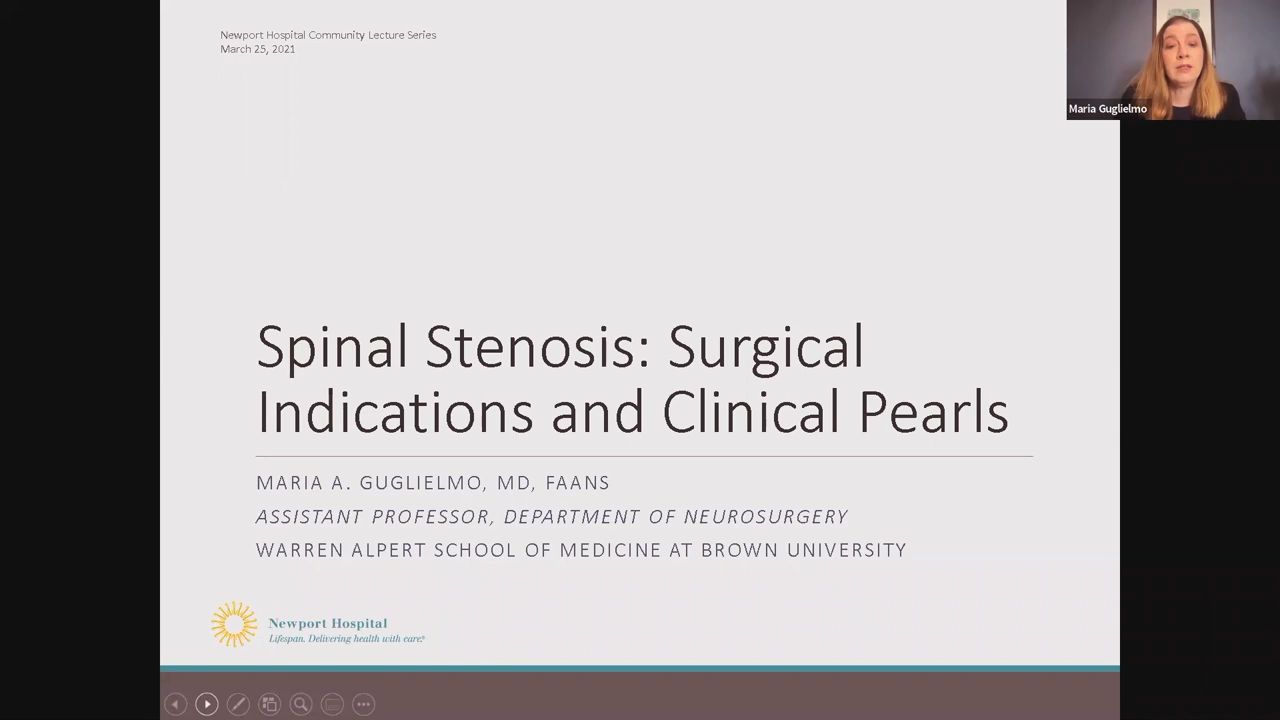 Newport Hospital Community Lecture Series
March 25, 2021
Maria Guglielmo
Spinal Stenosis: Surgical
Indications and Clinical Pearls
MARIA A. GUGLIELMO, MD, FAANS
ASSISTANT PROFESSOR, DEPARTMENT OF NEUROSURGERY
WARREN ALPERT SCHOOL OF MEDICINE AT BROWN UNIVERSITY
Newport Hospital
Lifespan. Delivering health with care.®